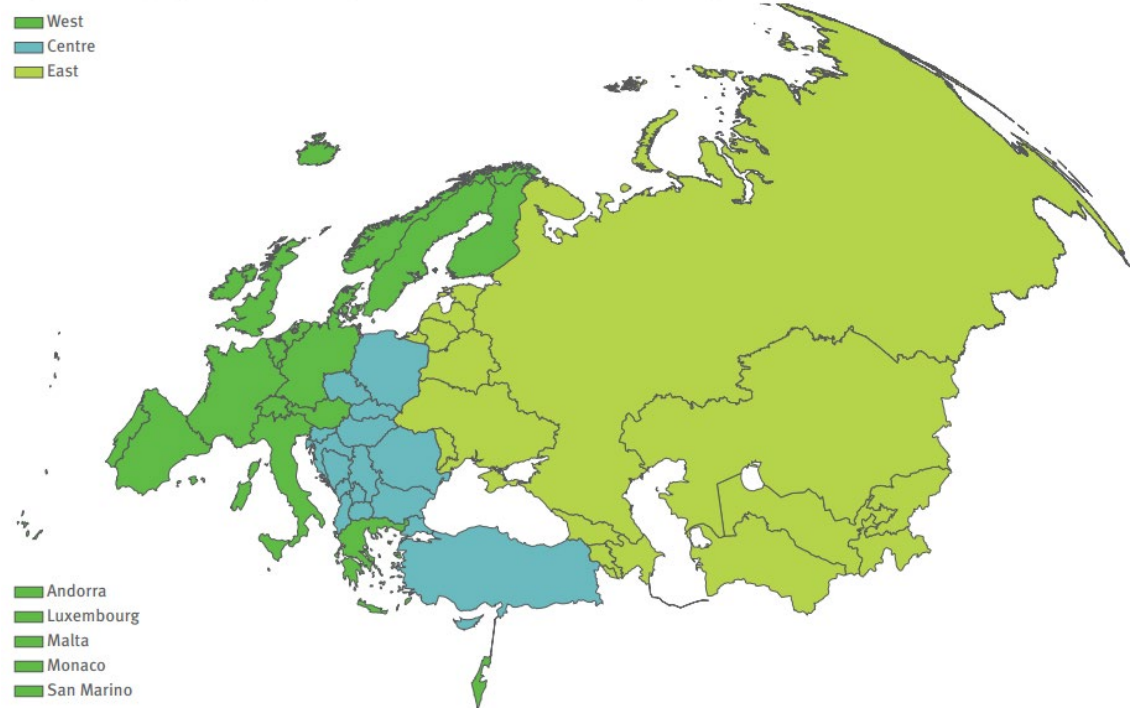 West
Centre
East
Andorra
Luxembourg
Malta
Monaco
San Marino